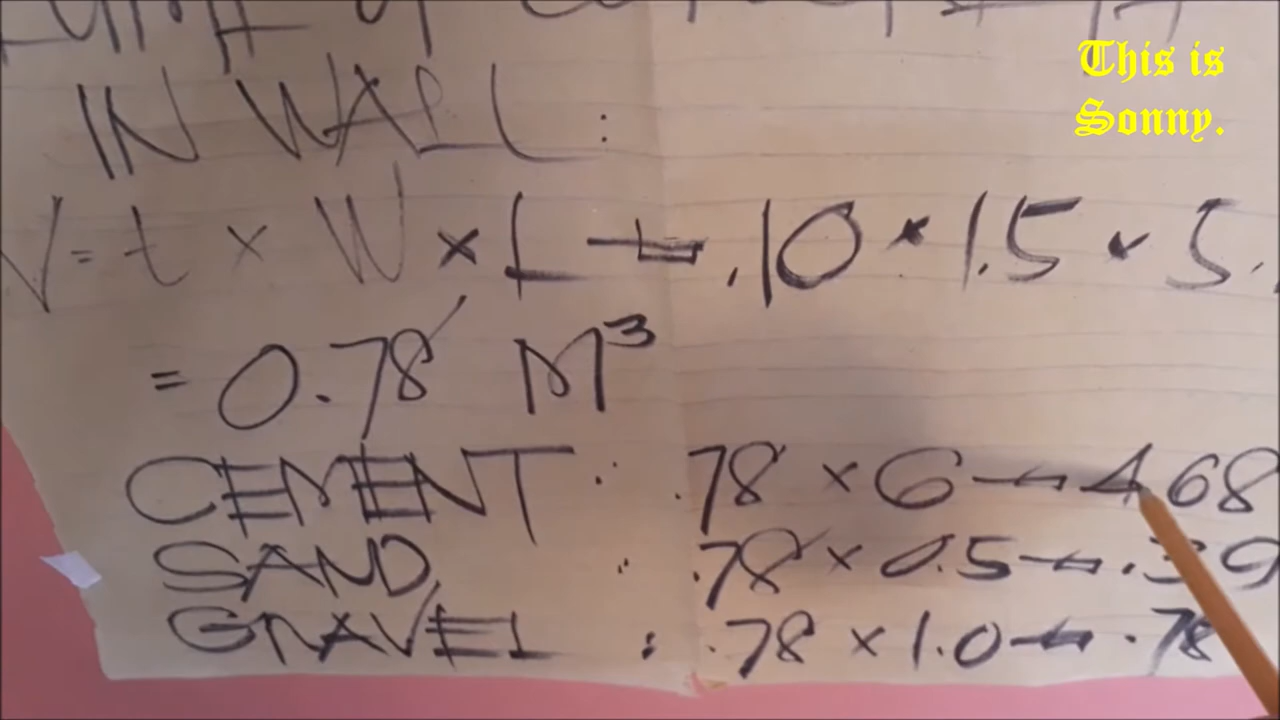 This is
Sonny.
IN WALL :
V = t x W x L → .10 x 1.5 x 5.
= 0.78 M³
CEMENT : .78 x 6 → 4.68
SAND : .78 x 0.5 → .39
GRAVEL : .78 x 1.0 → .78